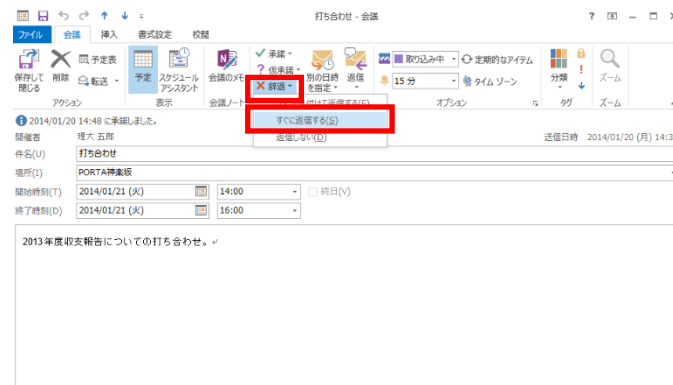 打ち合わせ - 会議
ファイル 会議 挿入 書式設定 校閲
保存して閉じる
削除
予定表
転送
予定
スケジュール アシスタント
会議のメモ
承諾
仮承諾
辞退
別の日時を指定
返信
取り込み中
15 分
定期的なアイテム
タイム ゾーン
分類
ズーム
表示 会議ノート オプション タグ ズーム
すぐに返信する(S)
返信しない(D)
2014/01/20 14:48 に承諾しました。
開催者 理大 五郎 送信日時 2014/01/20 (月) 14:3
件名(U) 打ち合わせ
場所(I) PORTA神楽坂
開始時刻(T) 2014/01/21 (火) 14:00 終日(V)
終了時刻(D) 2014/01/21 (火) 16:00
2013年度収支報告についての打ち合わせ。